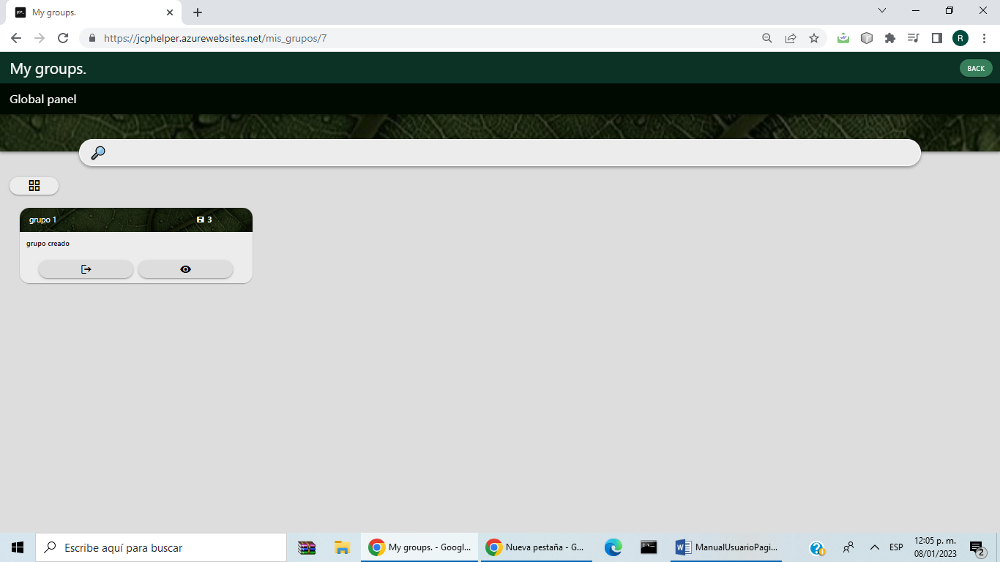 My groups.
https://jcphelper.azurewebsites.net/mis_grupos/7
R
My groups.
BACK
Global panel
grupo 1
3
grupo creado
Escribe aquí para buscar
My groups. - Googl...
Nueva pestaña - G...
ManualUsuarioPagi...
ESP
12:05 p. m.
08/01/2023
2